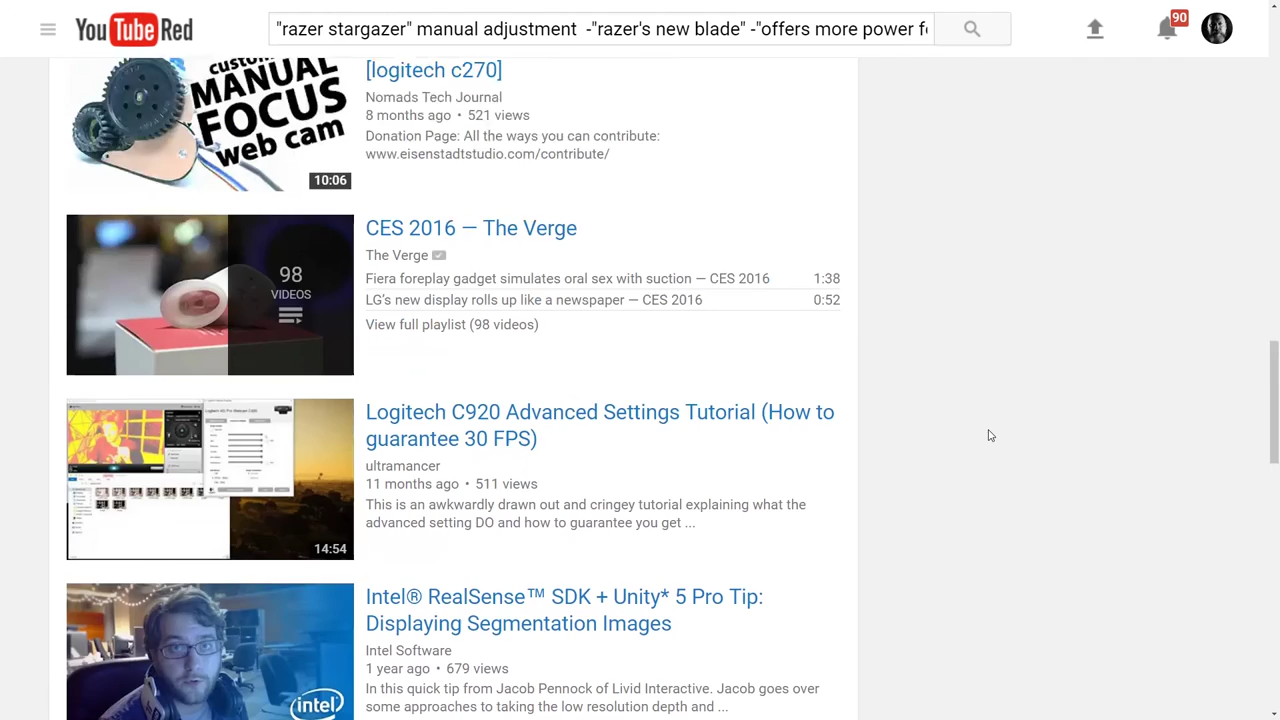 YouTube Red
"razer stargazer" manual adjustment -"razer's new blade" -"offers more power f
90
custom
MANUAL
FOCUS
web cam
10:06
[logitech c270]
Nomads Tech Journal
8 months ago • 521 views
Donation Page: All the ways you can contribute:
www.eisenstadtstudio.com/contribute/
98
VIDEOS
CES 2016 — The Verge
The Verge
Fiera foreplay gadget simulates oral sex with suction — CES 2016 1:38
LG's new display rolls up like a newspaper — CES 2016 0:52
View full playlist (98 videos)
14:54
Logitech C920 Advanced Settings Tutorial (How to
guarantee 30 FPS)
ultramancer
11 months ago • 511 views
This is an awkwardly drawn out and cringey tutorial explaining what the
advanced setting DO and how to guarantee you get ...
intel
Intel® RealSense™ SDK + Unity* 5 Pro Tip:
Displaying Segmentation Images
Intel Software
1 year ago • 679 views
In this quick tip from Jacob Pennock of Livid Interactive. Jacob goes over
some approaches to taking the low resolution depth and ...